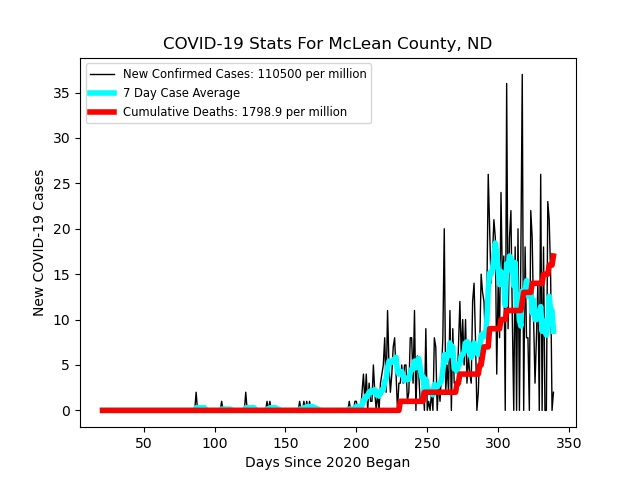 COVID-19 Stats For McLean County, ND
New Confirmed Cases: 110500 per million
7 Day Case Average
Cumulative Deaths: 1798.9 per million
New COVID-19 Cases
35
30
25
20
15
10
5
0
50 100 150 200 250 300 350
Days Since 2020 Began